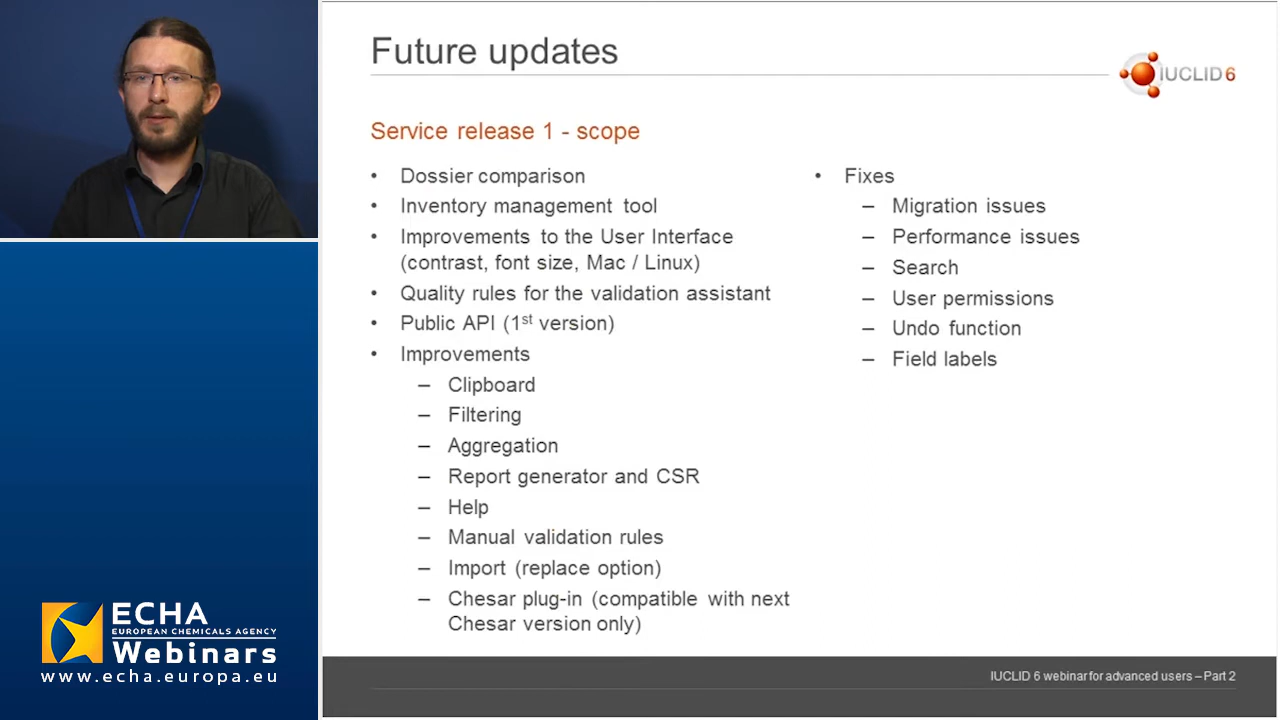 Future updates
IUCLID 6
Service release 1 - scope
• Dossier comparison
• Inventory management tool
• Improvements to the User Interface
(contrast, font size, Mac / Linux)
• Quality rules for the validation assistant
• Public API (1st version)
• Improvements
– Clipboard
– Filtering
– Aggregation
– Report generator and CSR
– Help
– Manual validation rules
– Import (replace option)
– Chesar plug-in (compatible with next
Chesar version only)
• Fixes
– Migration issues
– Performance issues
– Search
– User permissions
– Undo function
– Field labels
ECHA
EUROPEAN CHEMICALS AGENCY
Webinars
www.echa.europa.eu
IUCLID 6 webinar for advanced users – Part 2